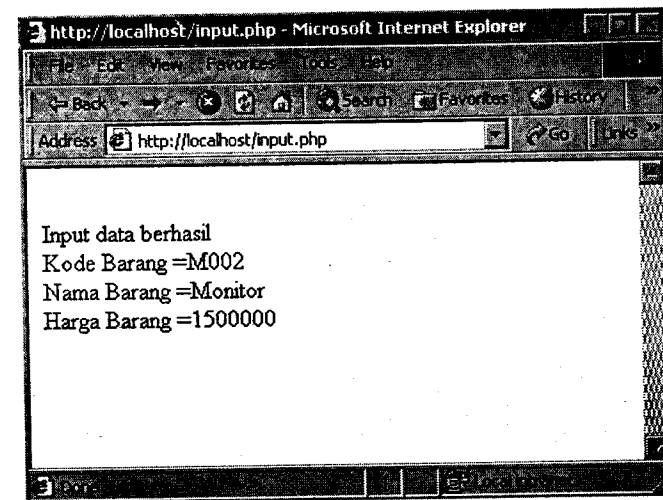 http://localhost/input.php - Microsoft Internet Explorer
File Edit View Favorites Tools Help
Back Search Favorites History
Address http://localhost/input.php Go Links
Input data berhasil
Kode Barang =M002
Nama Barang =Monitor
Harga Barang =1500000
Done